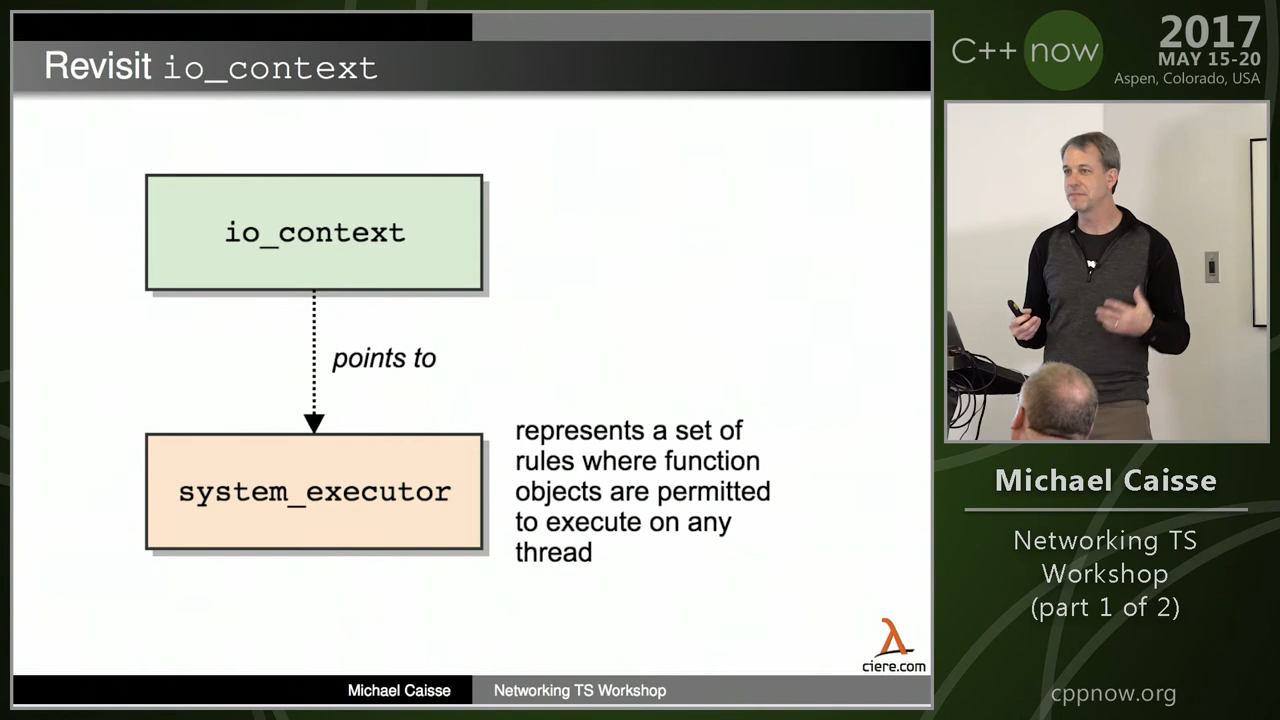 Revisit io_context
io_context
points to
system_executor
represents a set of
rules where function
objects are permitted
to execute on any
thread
ciere.com
Michael Caisse
Networking TS Workshop
C++ now
2017
MAY 15-20
Aspen, Colorado, USA
Michael Caisse
Networking TS
Workshop
(part 1 of 2)
cppnow.org